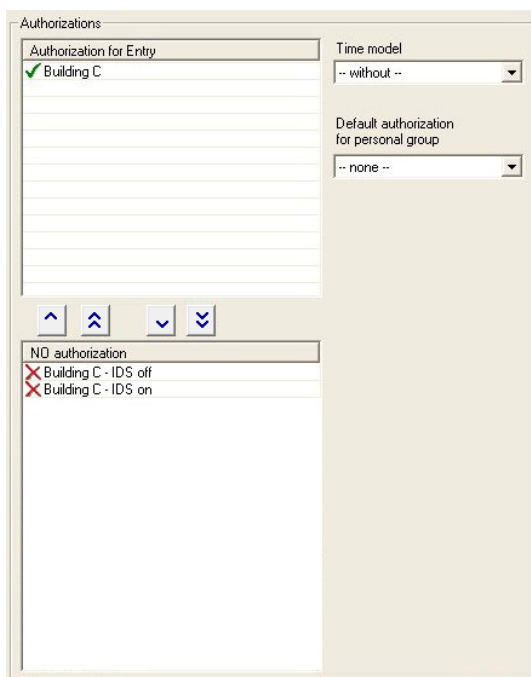 Authorizations
Authorization for Entry
Building C
Time model
-- without --
Default authorization
for personal group
-- none --
NO authorization
Building C - IDS off
Building C - IDS on